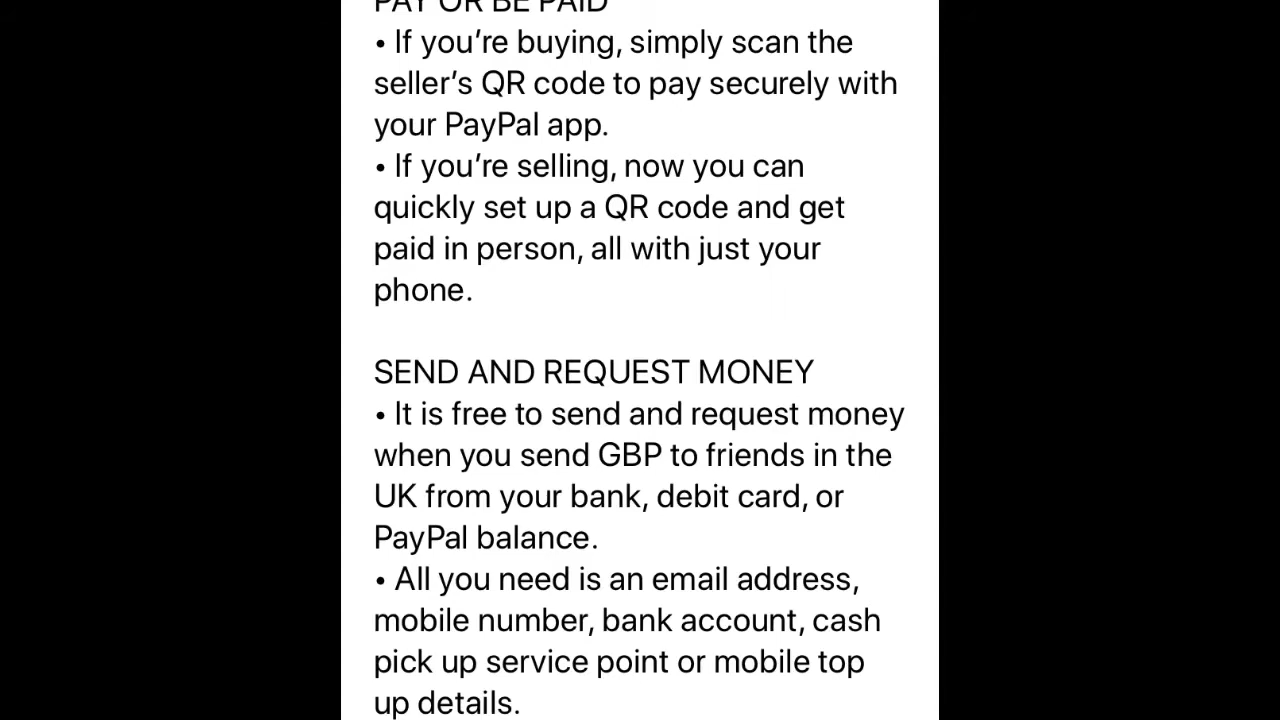 PAY OR BE PAID
• If you’re buying, simply scan the
seller’s QR code to pay securely with
your PayPal app.
• If you’re selling, now you can
quickly set up a QR code and get
paid in person, all with just your
phone.
SEND AND REQUEST MONEY
• It is free to send and request money
when you send GBP to friends in the
UK from your bank, debit card, or
PayPal balance.
• All you need is an email address,
mobile number, bank account, cash
pick up service point or mobile top
up details.